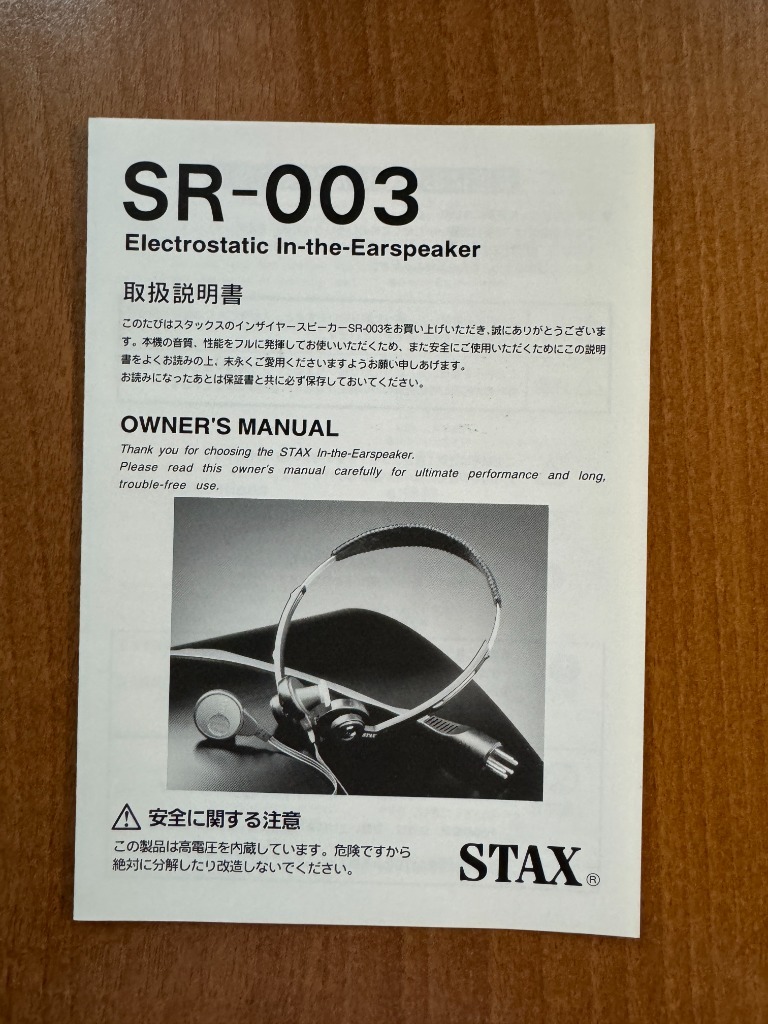 SR-003
Electrostatic In-the-Earspeaker
取扱説明書
このたびはスタックスのインザイヤースピーカーSR-003をお買い上げいただき、誠にありがとうございま
す。本機の音質、性能をフルに発揮してお使いいただくため、また安全にご使用いただくためにこの説明
書をよくお読みの上、末永くご愛用くださいますようお願い申しあげます。
お読みになったあとは保証書と共に必ず保存しておいてください。
OWNER'S MANUAL
Thank you for choosing the STAX In-the-Earspeaker.
Please read this owner's manual carefully for ultimate performance and long,
trouble-free use.
STAX
安全に関する注意
この製品は高電圧を内蔵しています。危険ですから
絶対に分解したり改造しないでください。
STAX®